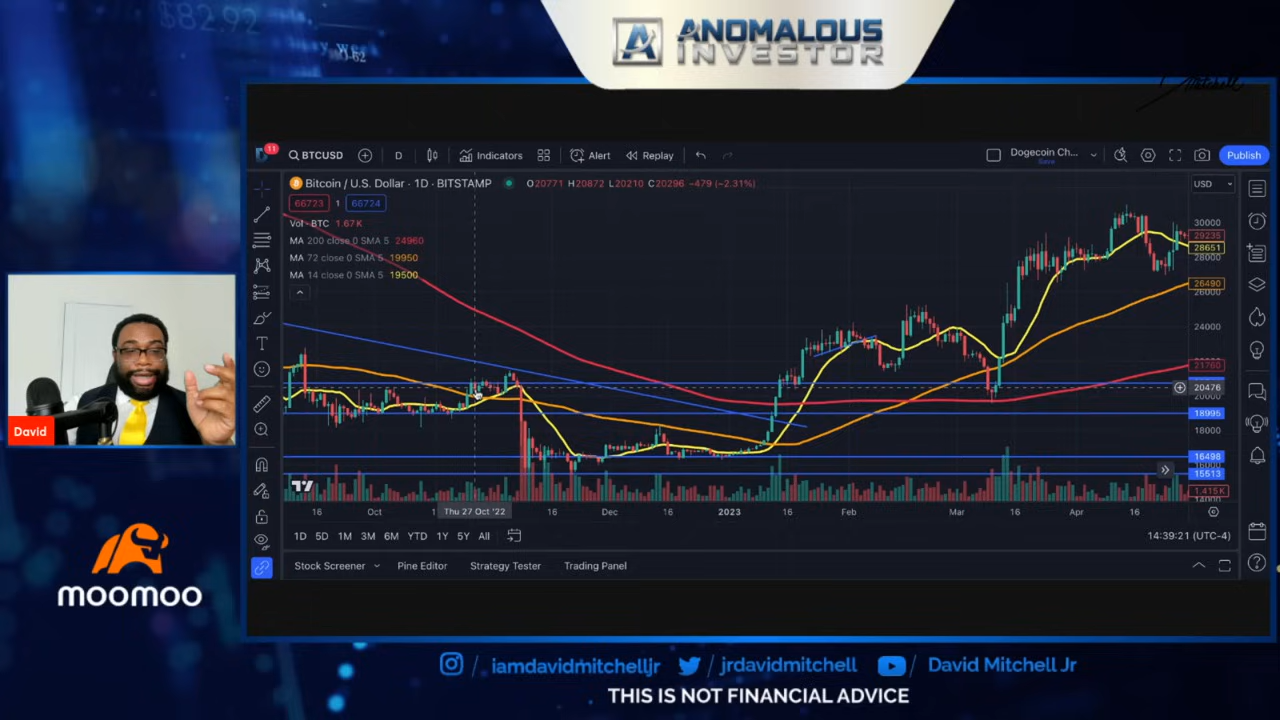 $82.92
ANOMALOUS
INVESTOR
Mitchell
11
BTCUSD
D
Indicators
Alert
Replay
Dogecoin Ch...
Save
Publish
Bitcoin / U.S. Dollar · 1D · BITSTAMP
O20771 H20872 L20210 C20296 −479 (−2.31%)
USD
66723 1 66724
Vol · BTC 1.67K
MA 200 close 0 SMA 5 24960
MA 72 close 0 SMA 5 19950
MA 14 close 0 SMA 5 19500
30000
29235
28651
28000
26490
26000
24000
21760
20476
20000
18995
18000
16498
15513
1.415K
14000
16 Oct Thu 27 Oct '22 16 Dec 16 2023 16 Feb Mar 16 Apr 16
1D 5D 1M 3M 6M YTD 1Y 5Y All
14:39:21 (UTC-4)
Stock Screener Pine Editor Strategy Tester Trading Panel
David
moomoo
/ iamdavidmitchelljr / jrdavidmitchell / David Mitchell Jr
THIS IS NOT FINANCIAL ADVICE